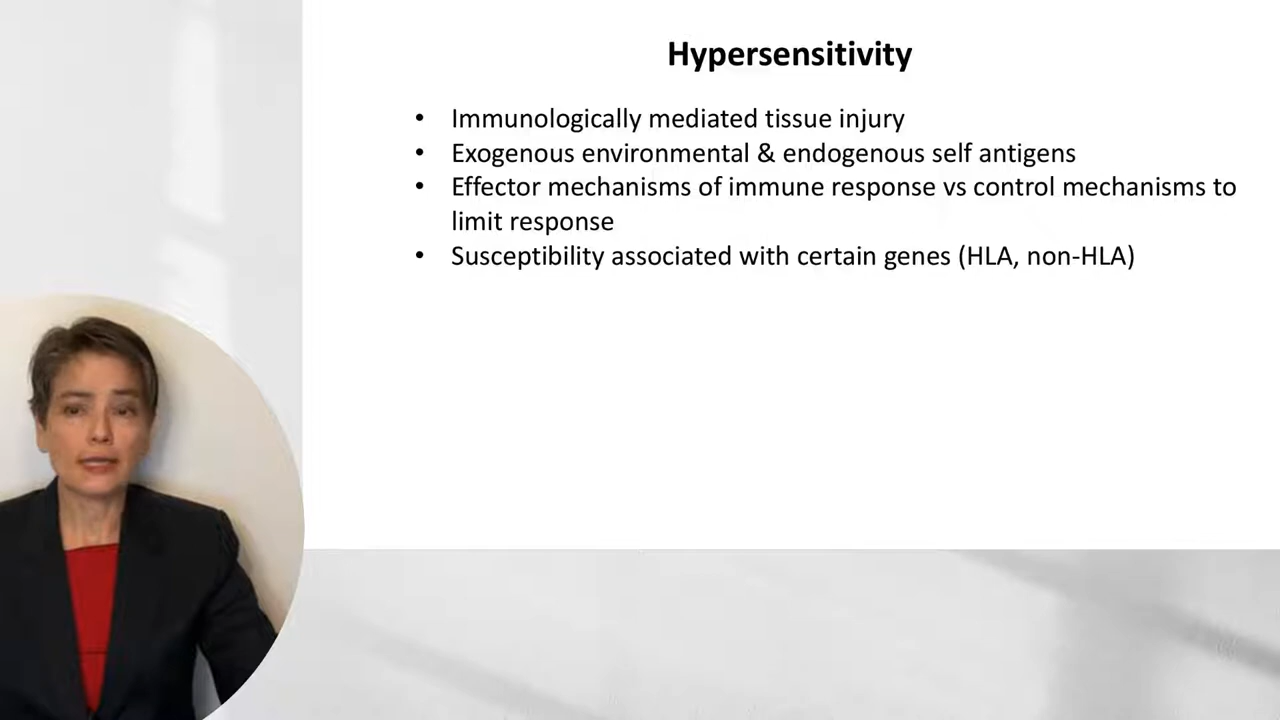 Hypersensitivity
• Immunologically mediated tissue injury
• Exogenous environmental & endogenous self antigens
• Effector mechanisms of immune response vs control mechanisms to
limit response
• Susceptibility associated with certain genes (HLA, non-HLA)